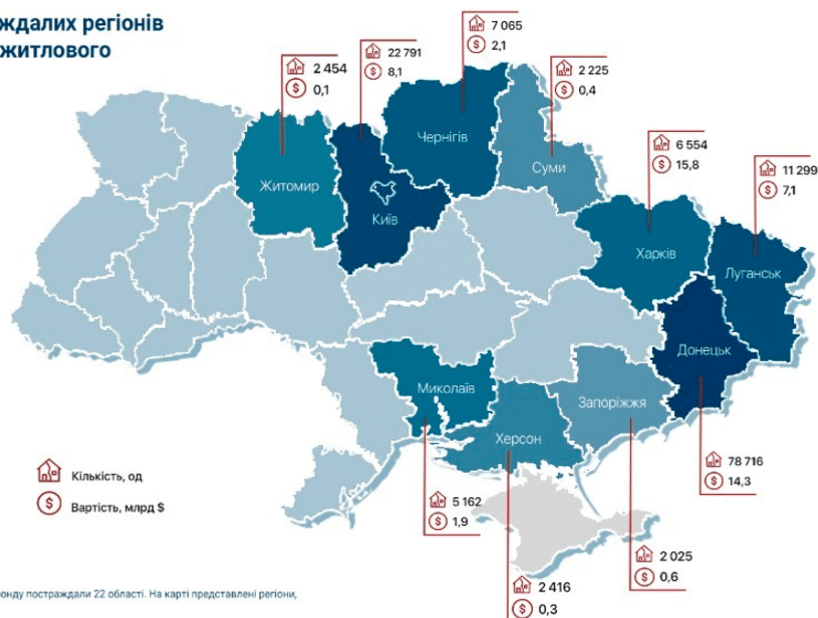 ждалих регіонів
житлового
7 065
2,1
22 791
8,1
2 454
0,1
2 225
0,4
6 554
15,8
11 299
7,1
Чернігів
Суми
Житомир
Київ
Харків
Луганськ
Донецьк
Миколаїв
Запоріжжя
Херсон
78 716
14,3
Кількість, од
$ Вартість, млрд $
5 162
1,9
2 025
0,6
2 416
0,3
онду постраждали 22 області. На карті представлені регіони,